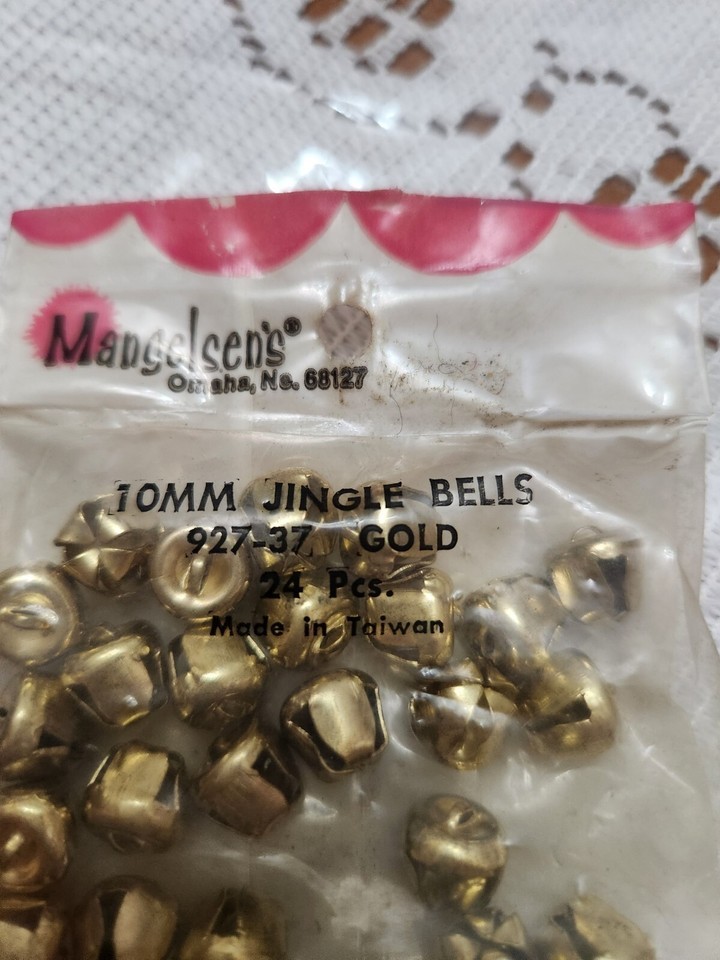 Mangelsen's®
Omaha, Ne. 68127
10MM JINGLE BELLS
927-37 GOLD
24 Pcs.
Made in Taiwan